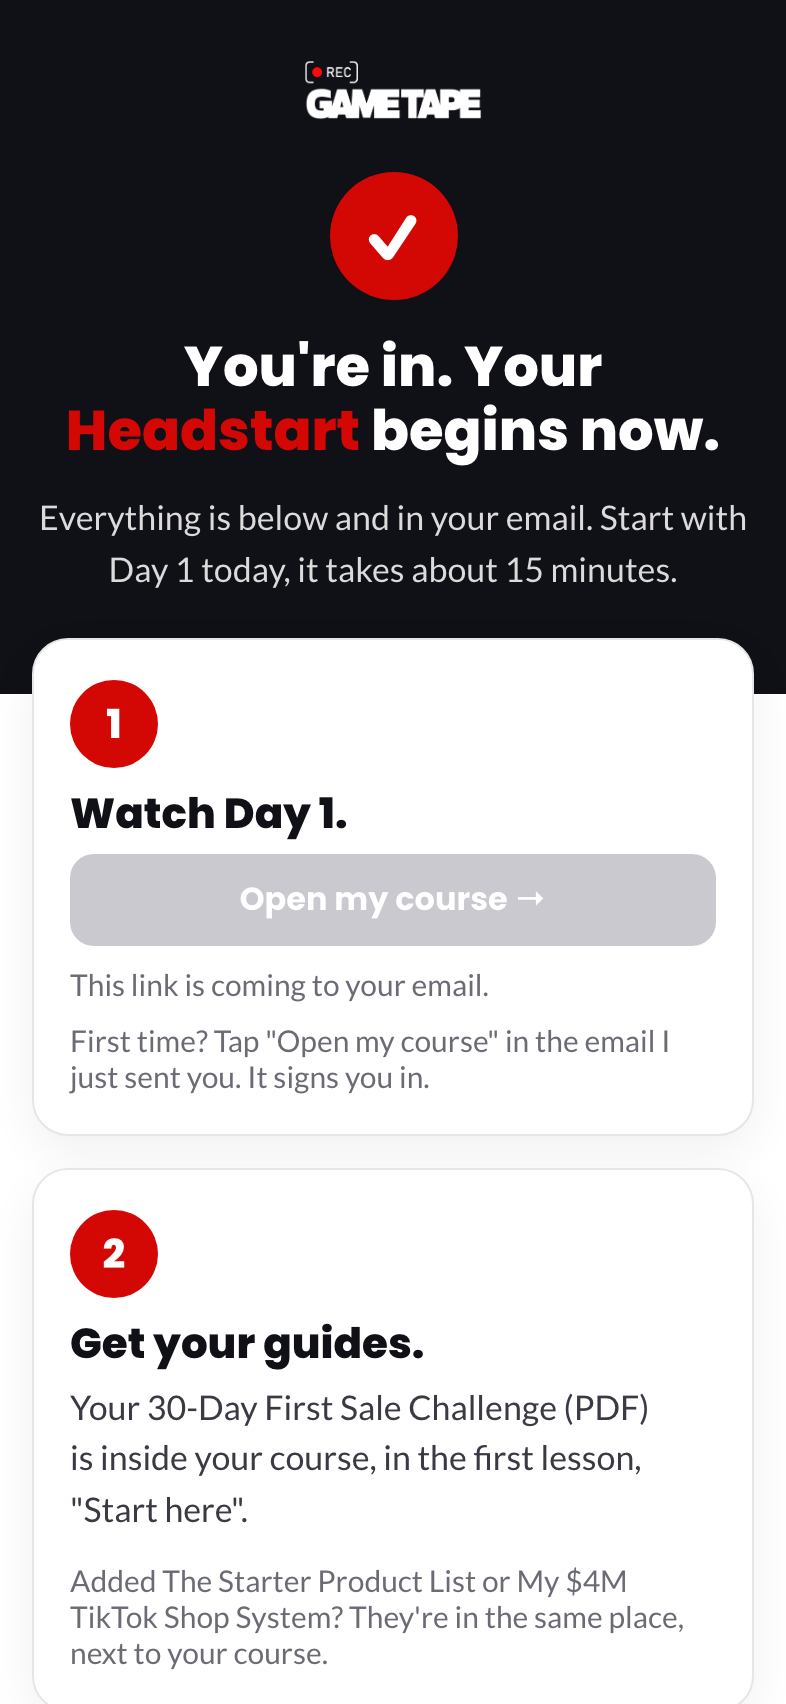 REC
GAMETAPE
You're in. Your
Headstart begins now.
Everything is below and in your email. Start with
Day 1 today, it takes about 15 minutes.
1
Watch Day 1.
Open my course →
This link is coming to your email.
First time? Tap "Open my course" in the email I
just sent you. It signs you in.
2
Get your guides.
Your 30-Day First Sale Challenge (PDF)
is inside your course, in the first lesson,
"Start here".
Added The Starter Product List or My $4M
TikTok Shop System? They're in the same place,
next to your course.